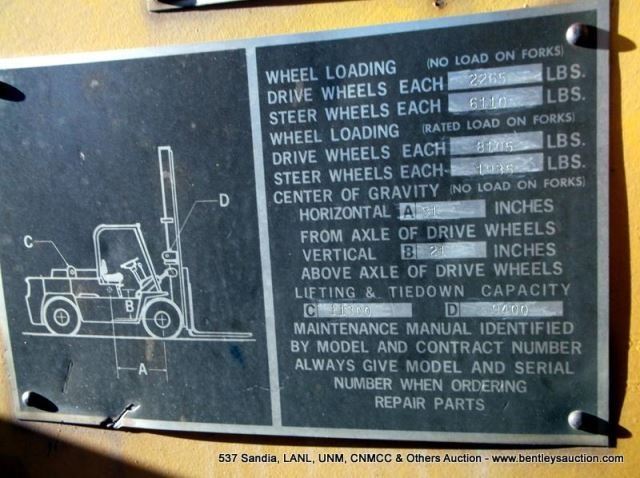 WHEEL LOADING (NO LOAD ON FORKS)
DRIVE WHEELS EACH 2265 LBS.
STEER WHEELS EACH 6110 LBS.
WHEEL LOADING (RATED LOAD ON FORKS)
DRIVE WHEELS EACH 8105 LBS.
STEER WHEELS EACH 1935 LBS.
CENTER OF GRAVITY (NO LOAD ON FORKS)
HORIZONTAL A INCHES
FROM AXLE OF DRIVE WHEELS
VERTICAL B 21 INCHES
ABOVE AXLE OF DRIVE WHEELS
LIFTING & TIEDOWN CAPACITY
C D 9400
MAINTENANCE MANUAL IDENTIFIED
BY MODEL AND CONTRACT NUMBER
ALWAYS GIVE MODEL AND SERIAL
NUMBER WHEN ORDERING
REPAIR PARTS
C
D
B
A
537 Sandia, LANL, UNM, CNMCC & Others Auction - www.bentleysauction.com